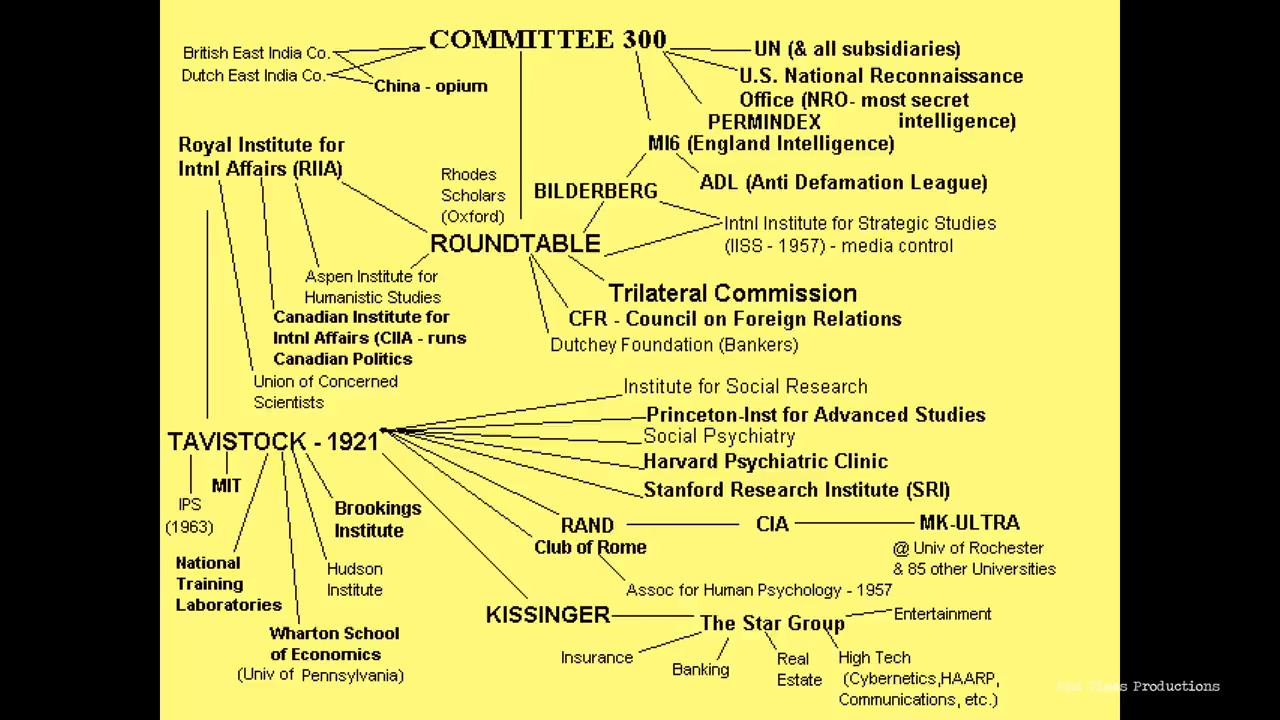 COMMITTEE 300
British East India Co.
Dutch East India Co.
China - opium
UN (& all subsidiaries)
U.S. National Reconnaissance
Office (NRO- most secret
intelligence)
PERMINDEX
MI6 (England Intelligence)
Royal Institute for
Intnl Affairs (RIIA)
Rhodes
Scholars
(Oxford)
BILDERBERG
ADL (Anti Defamation League)
ROUNDTABLE
Intnl Institute for Strategic Studies
(IISS - 1957) - media control
Aspen Institute for
Humanistic Studies
Trilateral Commission
Canadian Institute for
Intnl Affairs (CIIA - runs
Canadian Politics
CFR - Council on Foreign Relations
Dutchey Foundation (Bankers)
Union of Concerned
Scientists
Institute for Social Research
Princeton-Inst for Advanced Studies
Social Psychiatry
Harvard Psychiatric Clinic
Stanford Research Institute (SRI)
TAVISTOCK - 1921
MIT
IPS
(1963)
Brookings
Institute
RAND
CIA
MK-ULTRA
@ Univ of Rochester
& 85 other Universities
Club of Rome
National
Training
Laboratories
Hudson
Institute
Assoc for Human Psychology - 1957
KISSINGER
The Star Group
Entertainment
Wharton School
of Economics
(Univ of Pennsylvania)
Insurance
Banking
Real
Estate
High Tech
(Cybernetics,HAARP,
Communications, etc.)
Productions